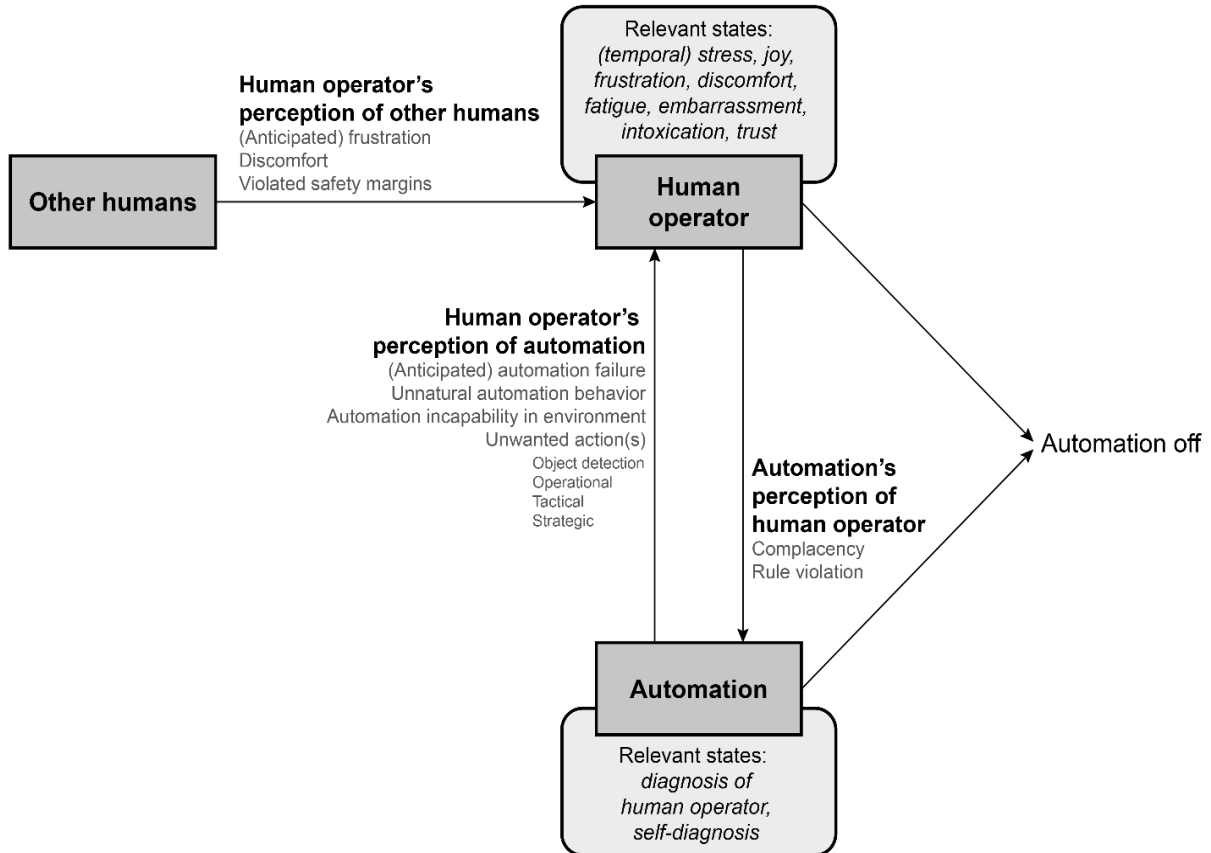 Relevant states:
(temporal) stress, joy,
frustration, discomfort,
fatigue, embarrassment,
intoxication, trust
Human operator’s
perception of other humans
(Anticipated) frustration
Discomfort
Violated safety margins
Other humans
Human
operator
Human operator’s
perception of automation
(Anticipated) automation failure
Unnatural automation behavior
Automation incapability in environment
Unwanted action(s)
Object detection
Operational
Tactical
Strategic
Automation’s
perception of
human operator
Complacency
Rule violation
Automation off
Automation
Relevant states:
diagnosis of
human operator,
self-diagnosis